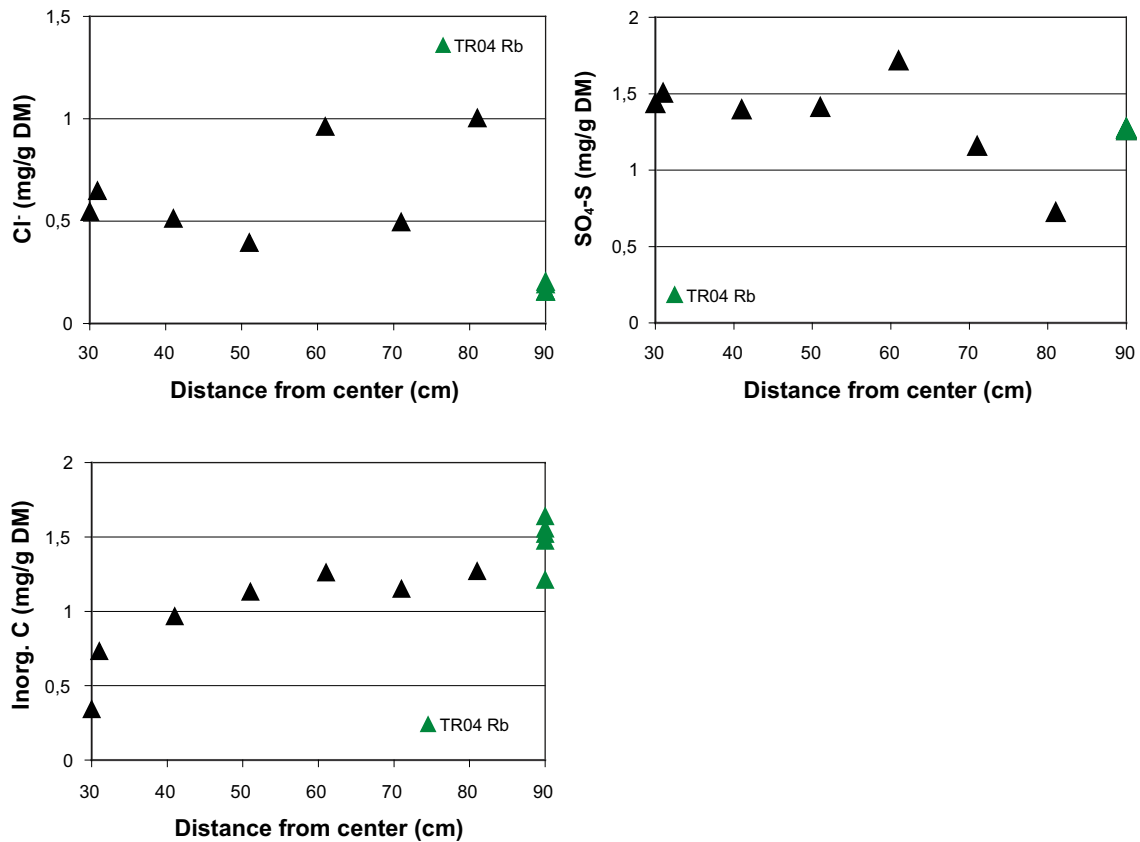 1,5
1
0,5
0
Cl- (mg/g DM)
TR04 Rb
30 40 50 60 70 80 90
Distance from center (cm)
2
1,5
1
0,5
0
SO₄-S (mg/g DM)
TR04 Rb
30 40 50 60 70 80 90
Distance from center (cm)
2
1,5
1
0,5
0
Inorg. C (mg/g DM)
TR04 Rb
30 40 50 60 70 80 90
Distance from center (cm)